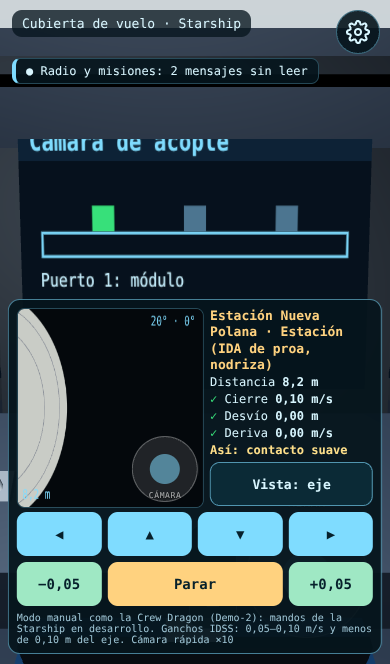 Cubierta de vuelo · Starship
● Radio y misiones: 2 mensajes sin leer
Cámara de acople
Puerto 1: módulo
20° · 0°
m
CÁMARA
Estación Nueva
Polana · Estación
(IDA de proa,
nodriza)
Distancia 8,2 m
✓ Cierre 0,10 m/s
✓ Desvío 0,00 m
✓ Deriva 0,00 m/s
Así: contacto suave
Vista: eje
◄ ▲ ▼ ►
−0,05 Parar +0,05
Modo manual como la Crew Dragon (Demo-2): mandos de la
Starship en desarrollo. Ganchos IDSS: 0,05–0,10 m/s y menos
de 0,10 m del eje. Cámara rápida ×10